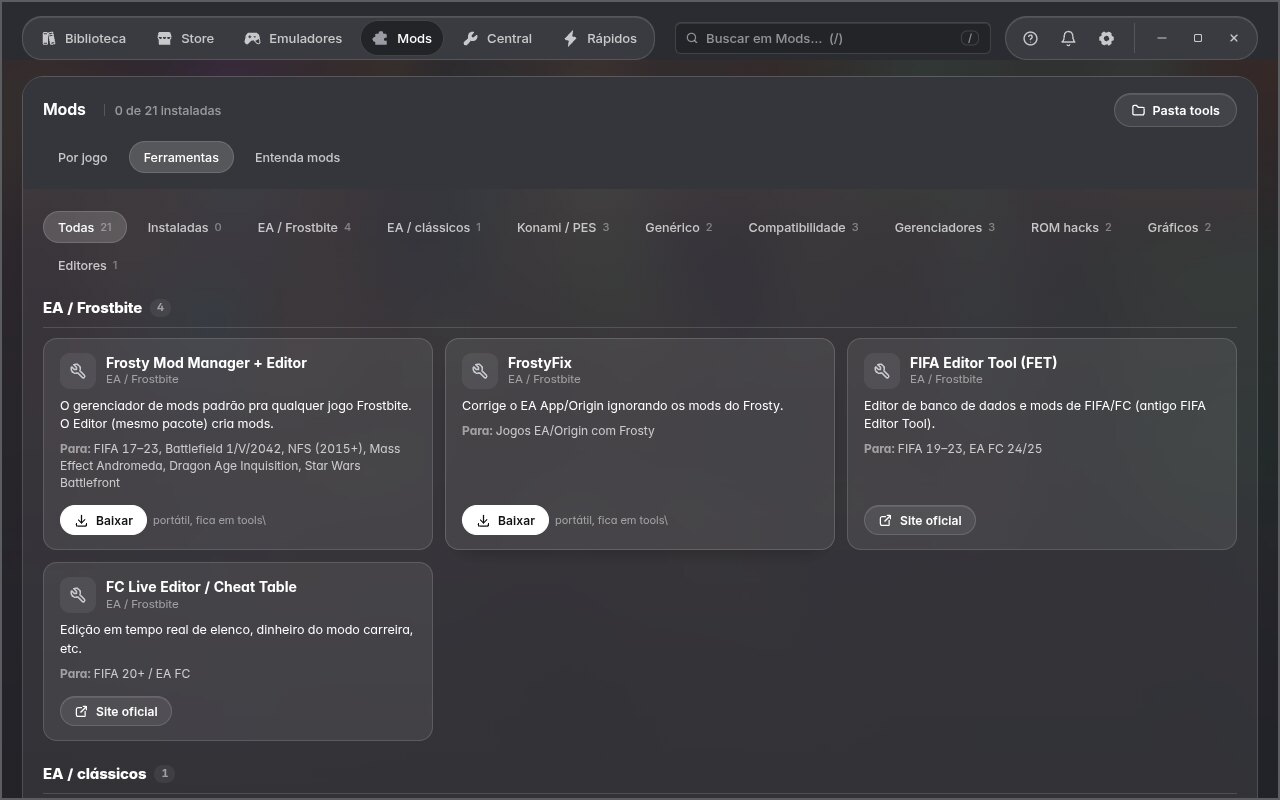 Biblioteca Store Emuladores Mods Central Rápidos Buscar em Mods... (/) /
Mods 0 de 21 instaladas Pasta tools
Por jogo Ferramentas Entenda mods
Todas 21 Instaladas 0 EA / Frostbite 4 EA / clássicos 1 Konami / PES 3 Genérico 2 Compatibilidade 3 Gerenciadores 3 ROM hacks 2 Gráficos 2
Editores 1
EA / Frostbite 4
Frosty Mod Manager + Editor
EA / Frostbite
O gerenciador de mods padrão pra qualquer jogo Frostbite.
O Editor (mesmo pacote) cria mods.
Para: FIFA 17–23, Battlefield 1/V/2042, NFS (2015+), Mass
Effect Andromeda, Dragon Age Inquisition, Star Wars
Battlefront
Baixar portátil, fica em tools\
FrostyFix
EA / Frostbite
Corrige o EA App/Origin ignorando os mods do Frosty.
Para: Jogos EA/Origin com Frosty
Baixar portátil, fica em tools\
FIFA Editor Tool (FET)
EA / Frostbite
Editor de banco de dados e mods de FIFA/FC (antigo FIFA
Editor Tool).
Para: FIFA 19–23, EA FC 24/25
Site oficial
FC Live Editor / Cheat Table
EA / Frostbite
Edição em tempo real de elenco, dinheiro do modo carreira,
etc.
Para: FIFA 20+ / EA FC
Site oficial
EA / clássicos 1